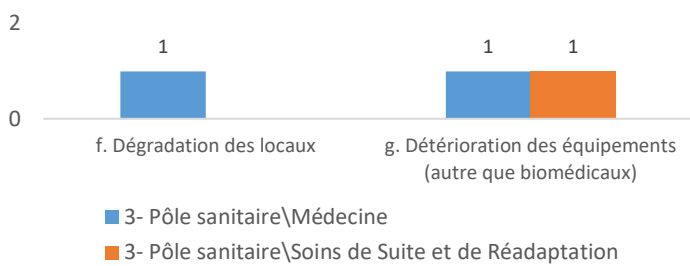 2
1
1
1
0
f. Dégradation des locaux
g. Détérioration des équipements
(autre que biomédicaux)
3- Pôle sanitaire\Médecine
3- Pôle sanitaire\Soins de Suite et de Réadaptation